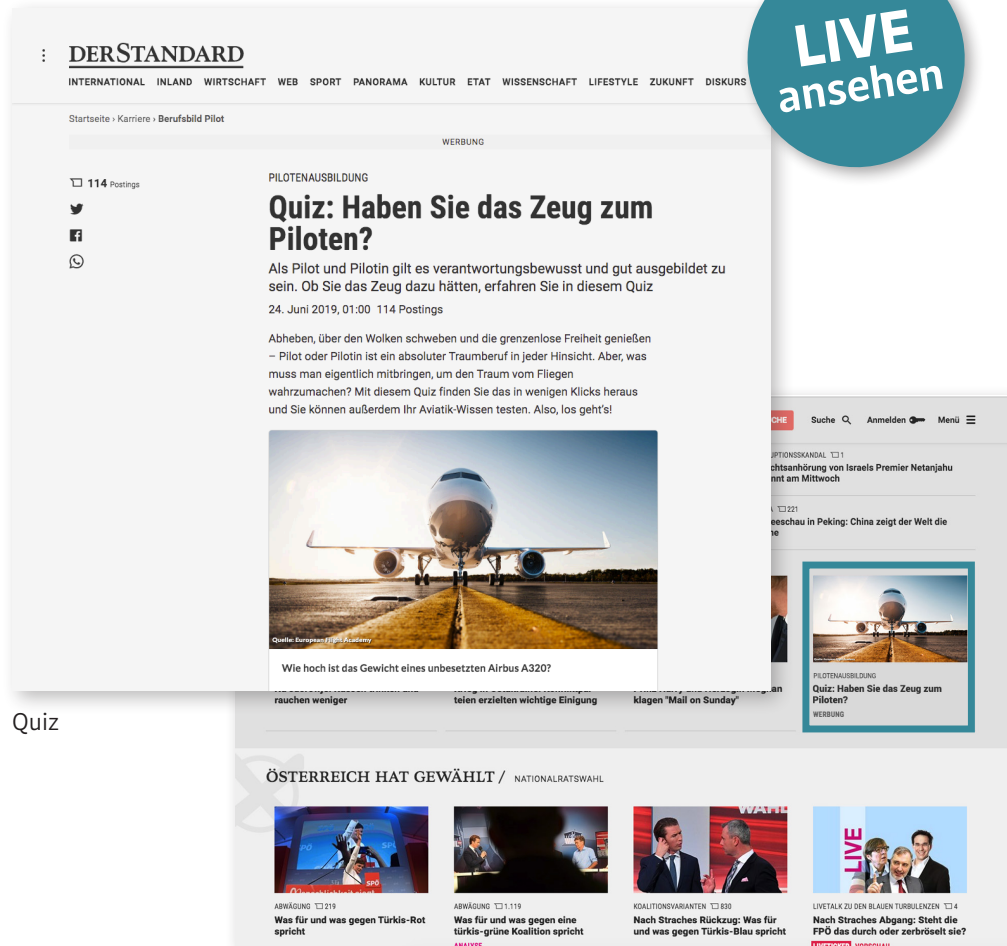 LIVE
ansehen
DERSTANDARD
INTERNATIONAL INLAND WIRTSCHAFT WEB SPORT PANORAMA KULTUR ETAT WISSENSCHAFT LIFESTYLE ZUKUNFT DISKURS
Startseite › Karriere › Berufsbild Pilot
WERBUNG
114 Postings
PILOTENAUSBILDUNG
Quiz: Haben Sie das Zeug zum
Piloten?
Als Pilot und Pilotin gilt es verantwortungsbewusst und gut ausgebildet zu
sein. Ob Sie das Zeug dazu hätten, erfahren Sie in diesem Quiz
24. Juni 2019, 01:00 114 Postings
Abheben, über den Wolken schweben und die grenzenlose Freiheit genießen
– Pilot oder Pilotin ist ein absoluter Traumberuf in jeder Hinsicht. Aber, was
muss man eigentlich mitbringen, um den Traum vom Fliegen
wahrzumachen? Mit diesem Quiz finden Sie das in wenigen Klicks heraus
und Sie können außerdem Ihr Aviatik-Wissen testen. Also, los geht's!
Quelle: European Flight Academy
Wie hoch ist das Gewicht eines unbesetzten Airbus A320?
Quiz
Suche Anmelden Menü
1
von Israels Premier Netanjahu
am Mittwoch
221
in Peking: China zeigt der Welt die
PILOTENAUSBILDUNG
Quiz: Haben Sie das Zeug zum
Piloten?
WERBUNG
rauchen weniger
teien erzielten wichtige Einigung
klagen "Mail on Sunday"
ÖSTERREICH HAT GEWÄHLT / NATIONALRATSWAHL
SPÖ
LIVE
ABWÄGUNG 219
Was für und was gegen Türkis-Rot
spricht
ABWÄGUNG 1.119
Was für und was gegen eine
türkis-grüne Koalition spricht
ANALYSE
KOALITIONSVARIANTEN 830
Nach Straches Rückzug: Was für
und was gegen Türkis-Blau spricht
LIVETALK ZU DEN BLAUEN TURBULENZEN 4
Nach Straches Abgang: Steht die
FPÖ das durch oder zerbröselt sie?